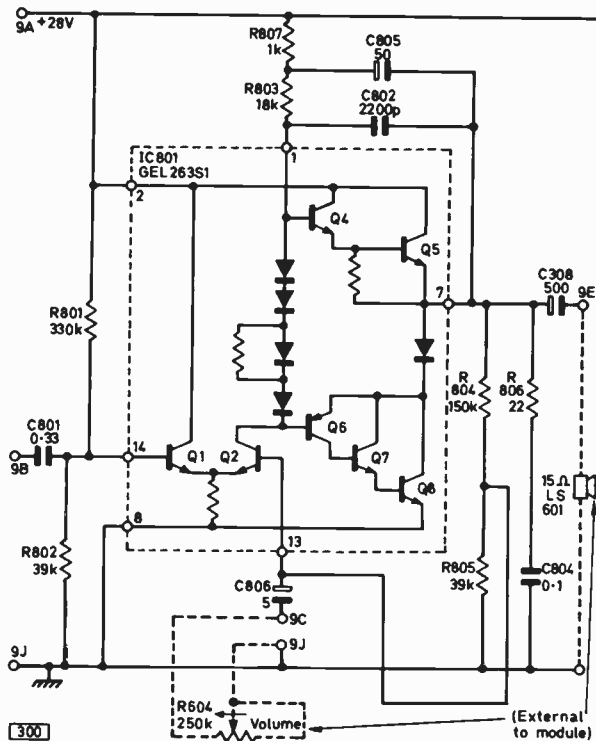 9A +28V
R807
1k
C805
50
R803
18k
C802
2200p
IC801
GEL263S1
1
2
Q4
Q5
7
C308
500
9E
R801
330k
R
804
150k
R
806
22
C801
0·33
9B
14
Q1
Q2
Q6
Q7
Q8
15Ω
LS
601
8
13
R802
39k
C806
5
R805
39k
C804
0·1
9C
9J
9J
R604
250k
Volume
(External
to module)
300